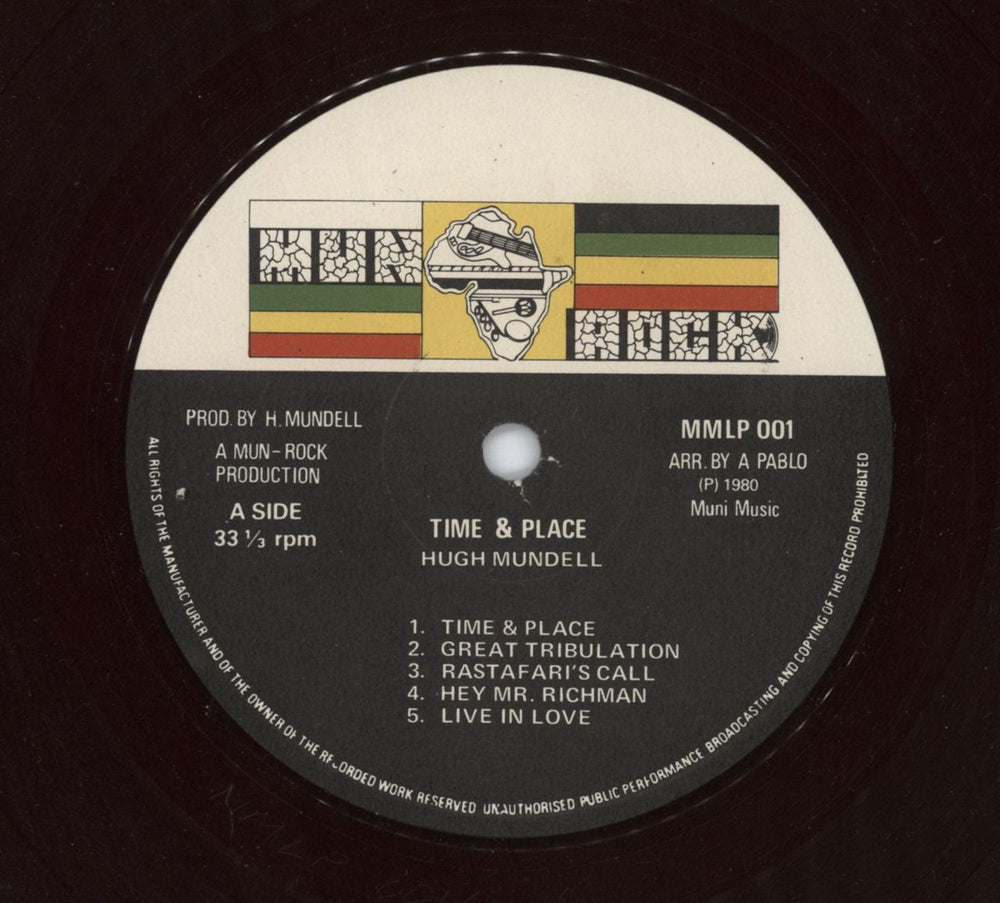 MUN
ROCK
PROD. BY H. MUNDELL
A MUN-ROCK
PRODUCTION
A SIDE
33 ⅓ rpm
MMLP 001
ARR. BY A PABLO
(P) 1980
Muni Music
TIME & PLACE
HUGH MUNDELL
1. TIME & PLACE
2. GREAT TRIBULATION
3. RASTAFARI'S CALL
4. HEY MR. RICHMAN
5. LIVE IN LOVE
ALL RIGHTS OF THE MANUFACTURER AND OF THE OWNER OF THE RECORDED WORK RESERVED UNAUTHORISED PUBLIC PERFORMANCE BROADCASTING AND COPYING OF THIS RECORD PROHIBITED